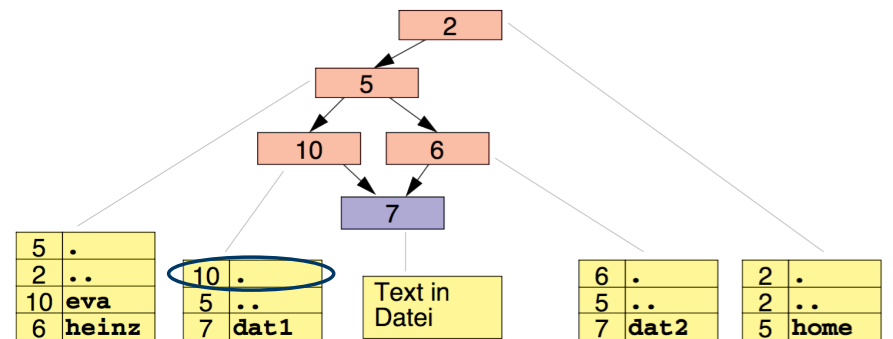 2
5
10
6
7
5 .
2 ..
10 eva
6 heinz
10 .
5 ..
7 dat1
Text in
Datei
6 .
5 ..
7 dat2
2 .
2 ..
5 home